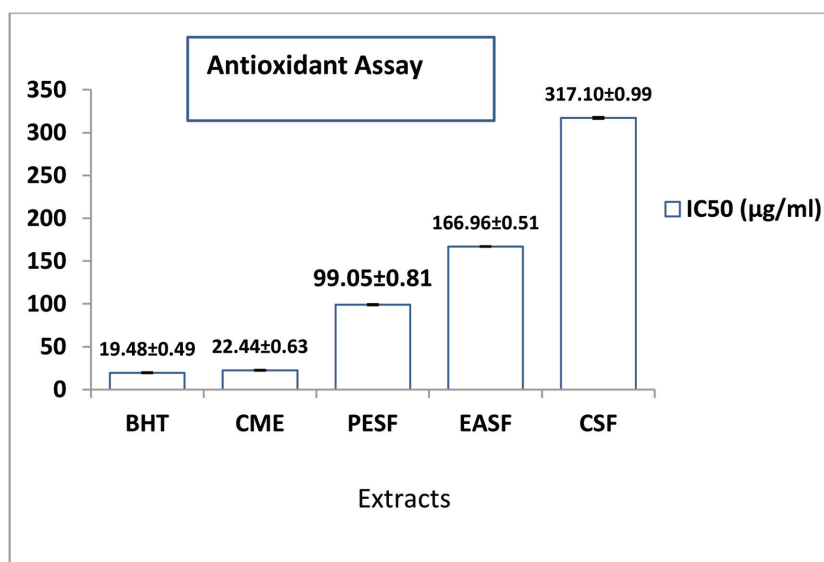 Antioxidant Assay
350
300
250
200
150
100
50
0
19.48±0.49
22.44±0.63
99.05±0.81
166.96±0.51
317.10±0.99
BHT
CME
PESF
EASF
CSF
Extracts
IC50 (µg/ml)